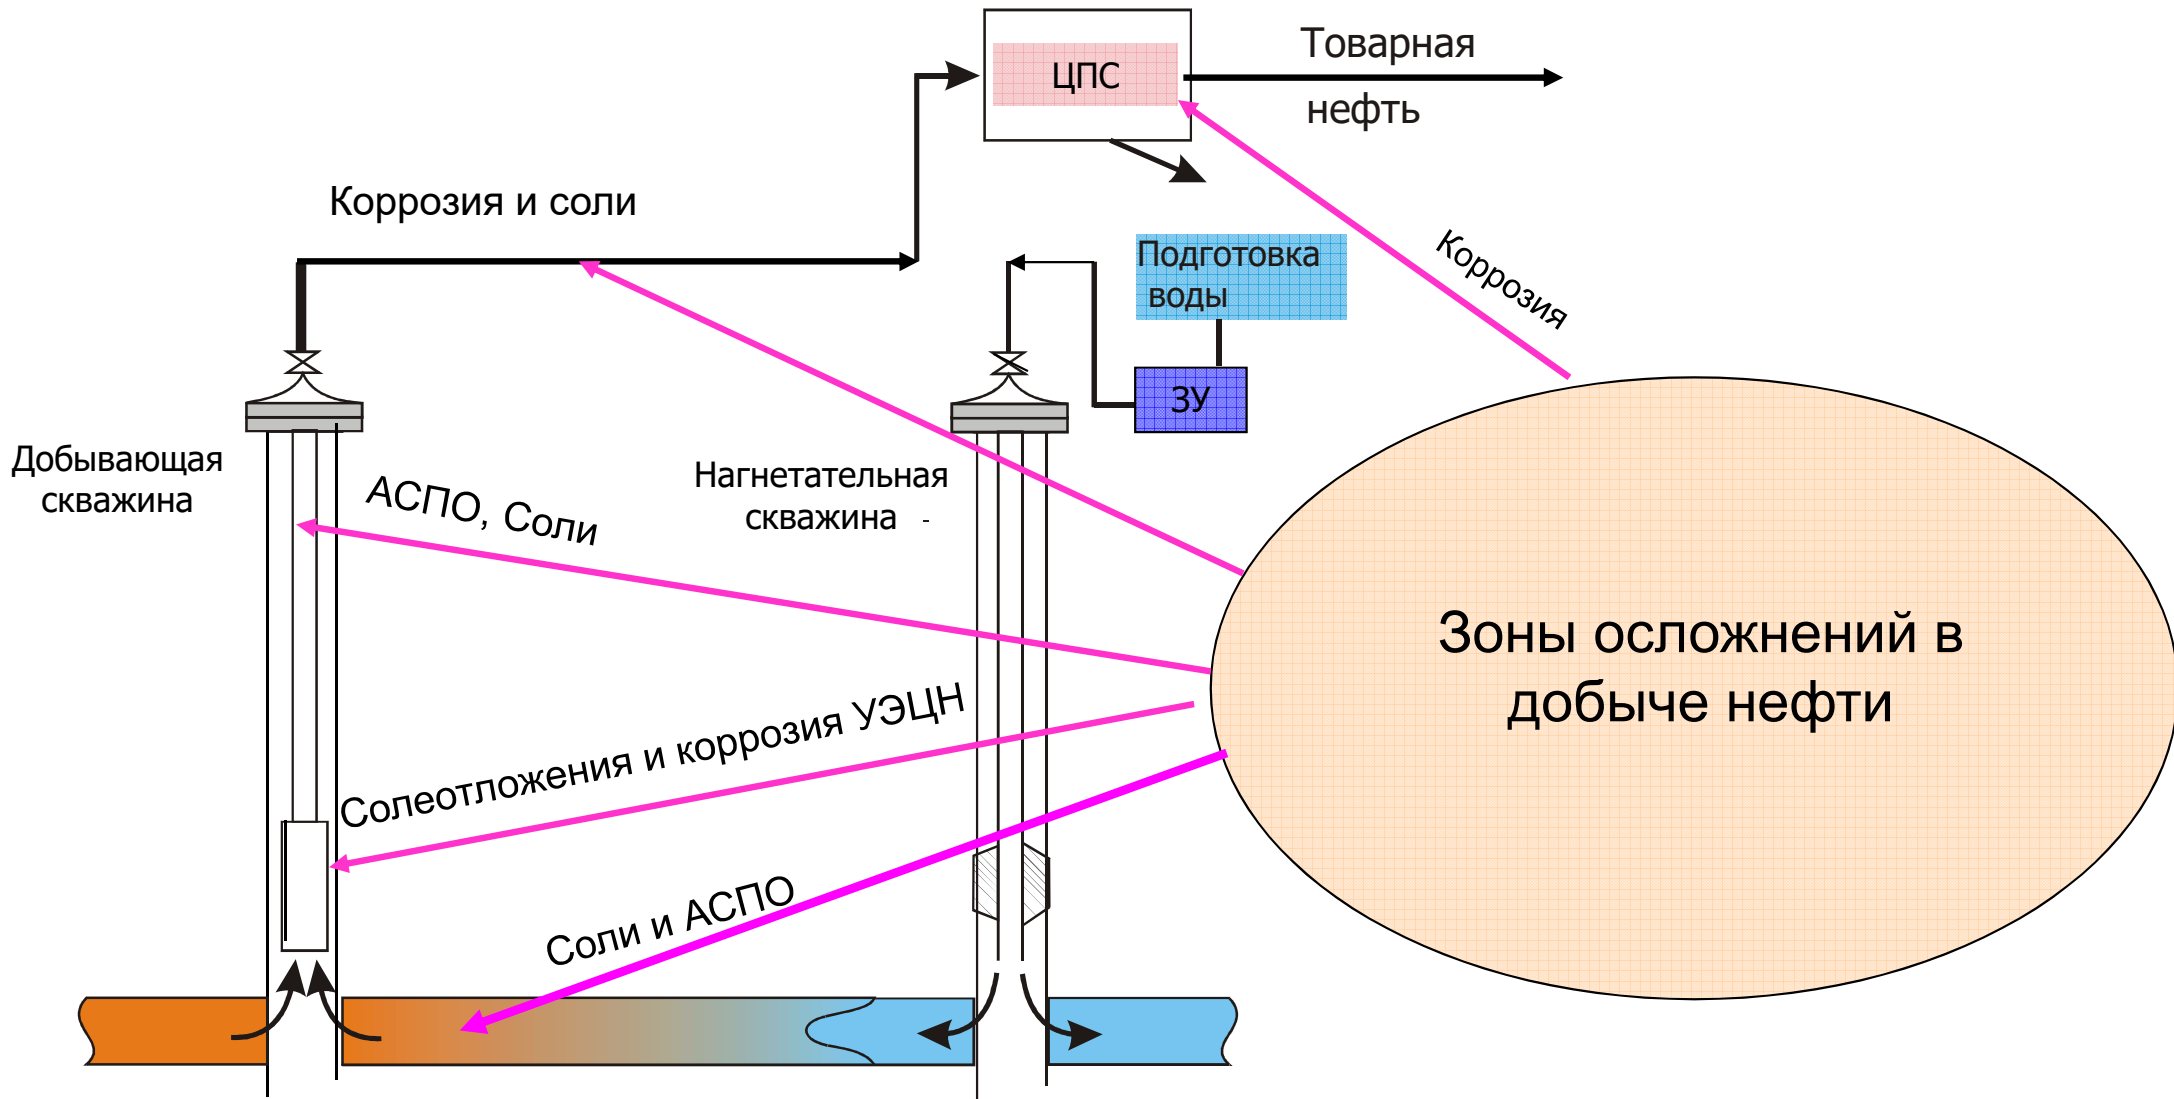 Товарная
ЦПС
нефть
Коррозия и соли
Коррозия
Подготовка
воды
ЗУ
Добывающая
скважина
Нагнетательная
скважина -
АСПО, Соли
Зоны осложнений в
добыче нефти
Солеотложения и коррозия УЭЦН
Соли и АСПО